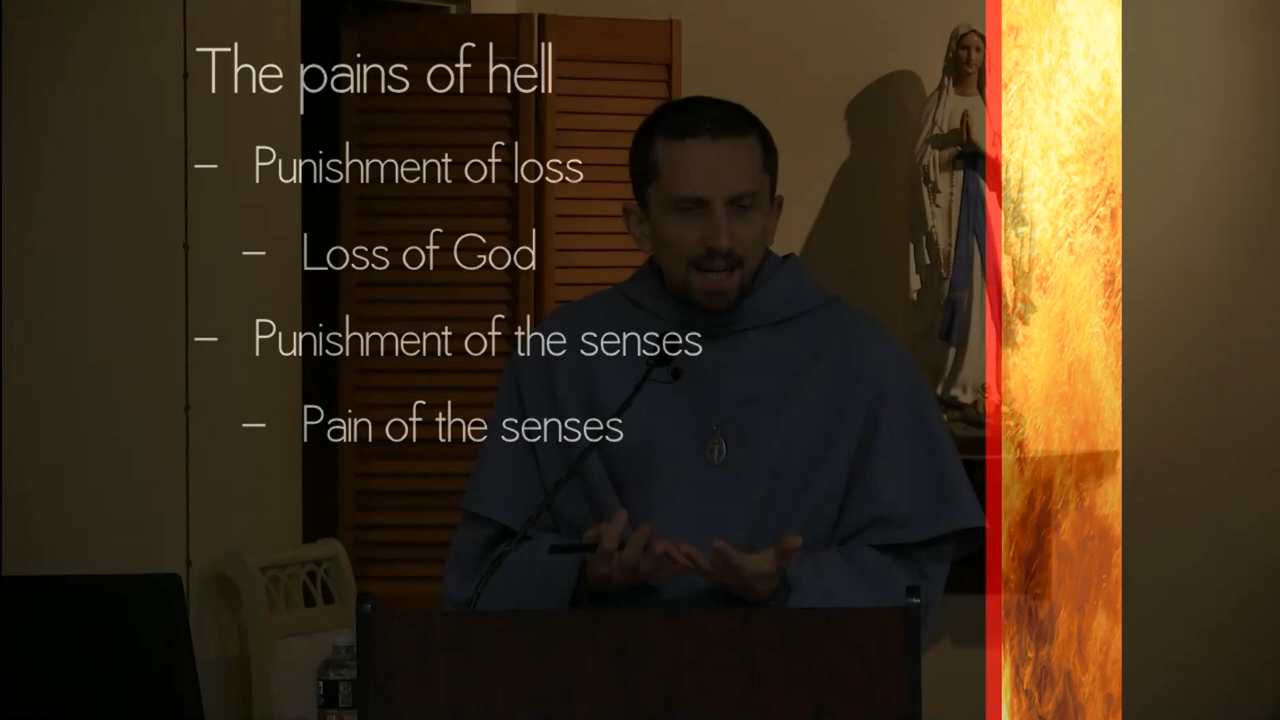 The pains of hell
– Punishment of loss
– Loss of God
– Punishment of the senses
– Pain of the senses